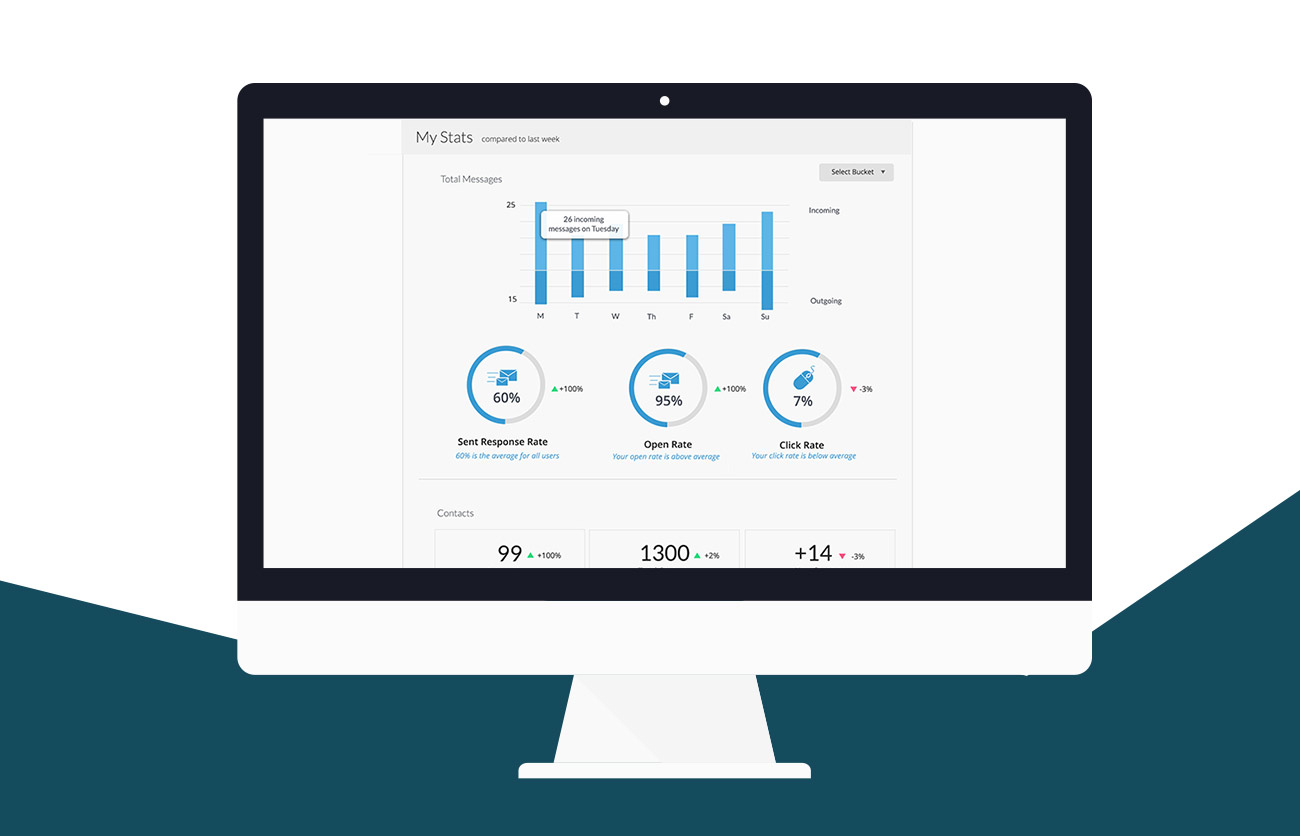 My Stats compared to last week
Select Bucket
Total Messages
25
Incoming
26 incoming
messages on Tuesday
15
Outgoing
M T W Th F Sa Su
60% +100%
95% +100%
7% -3%
Sent Response Rate
60% is the average for all users
Open Rate
Your open rate is above average
Click Rate
Your click rate is below average
Contacts
99 +100%
1300 +2%
+14 -3%